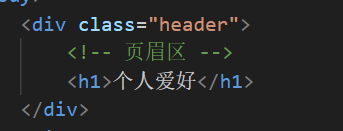 <div class="header">
<!-- 页眉区 -->
<h1>个人爱好</h1>
</div>